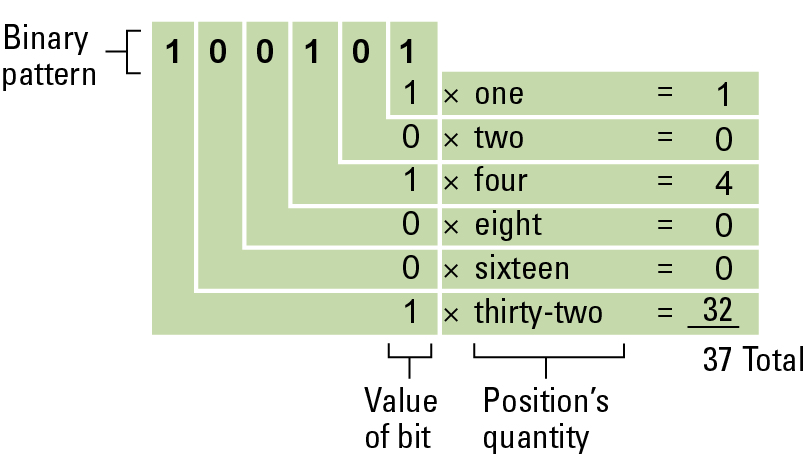 Binary
pattern
1 0 0 1 0 1
1 × one = 1
0 × two = 0
1 × four = 4
0 × eight = 0
0 × sixteen = 0
1 × thirty-two = 32
37 Total
Value
of bit
Position's
quantity